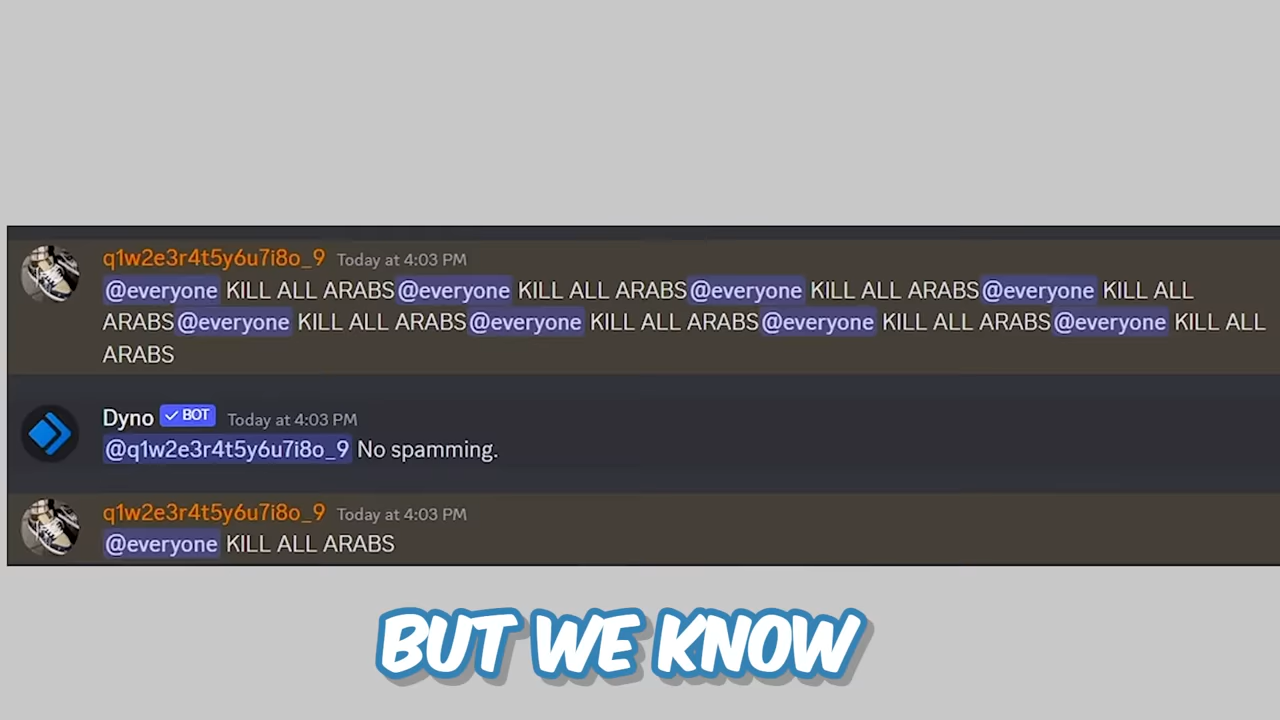 q1w2e3r4t5y6u7i8o_9 Today at 4:03 PM
@everyone KILL ALL ARABS@everyone KILL ALL ARABS@everyone KILL ALL ARABS@everyone KILL ALL
ARABS@everyone KILL ALL ARABS@everyone KILL ALL ARABS@everyone KILL ALL ARABS@everyone KILL ALL
ARABS
Dyno BOT Today at 4:03 PM
@q1w2e3r4t5y6u7i8o_9 No spamming.
q1w2e3r4t5y6u7i8o_9 Today at 4:03 PM
@everyone KILL ALL ARABS
BUT WE KNOW